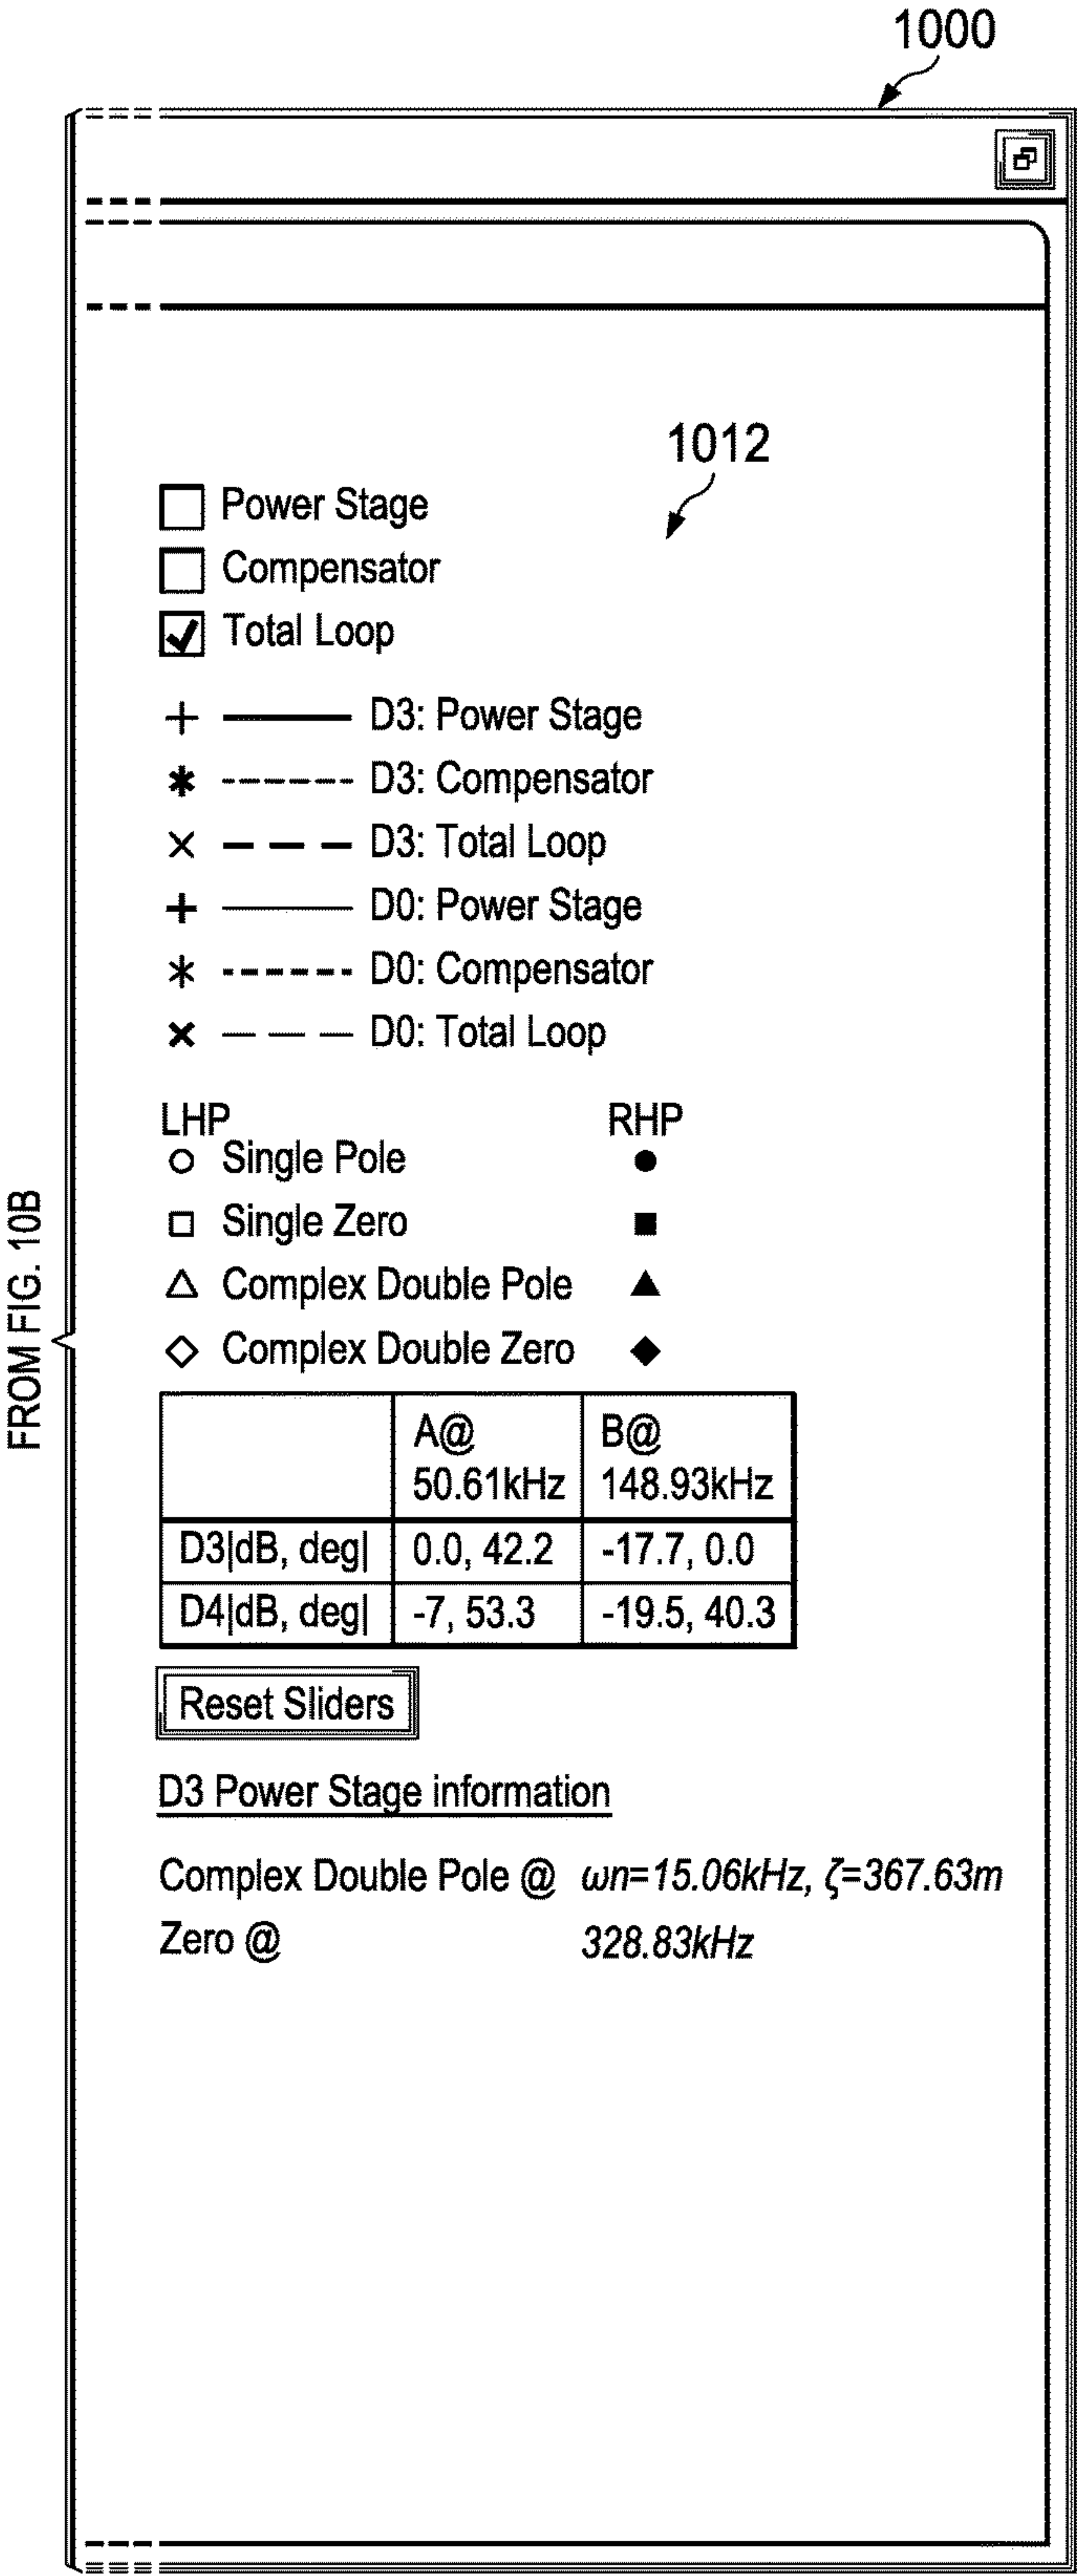 1000
1012
Power Stage
Compensator
Total Loop
D3: Power Stage
D3: Compensator
D3: Total Loop
D0: Power Stage
D0: Compensator
D0: Total Loop
LHP RHP
Single Pole
Single Zero
Complex Double Pole
Complex Double Zero
A@ B@
50.61kHz 148.93kHz
D3|dB, deg| 0.0, 42.2 -17.7, 0.0
D4|dB, deg| -7, 53.3 -19.5, 40.3
Reset Sliders
D3 Power Stage information
Complex Double Pole @ ωn=15.06kHz, ζ=367.63m
Zero @ 328.83kHz
FROM FIG. 10B